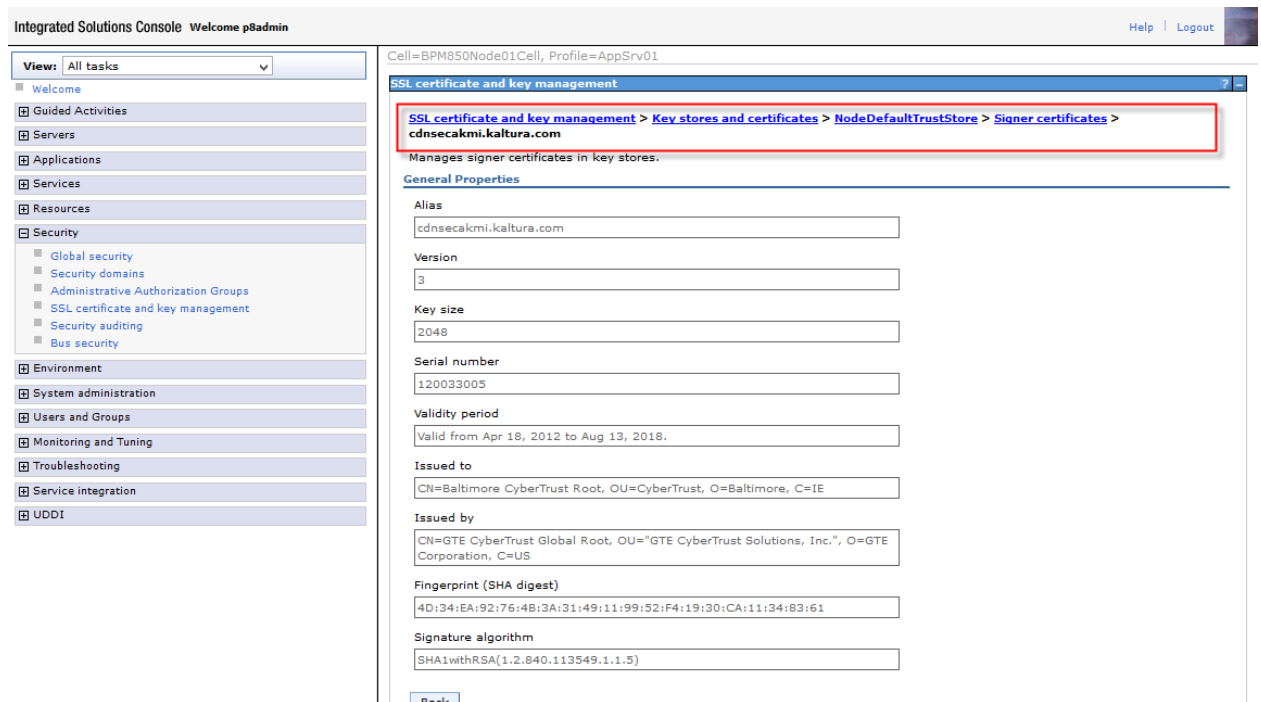 Integrated Solutions Console Welcome p8admin
Help | Logout
View: All tasks
Welcome
Guided Activities
Servers
Applications
Services
Resources
Security
Global security
Security domains
Administrative Authorization Groups
SSL certificate and key management
Security auditing
Bus security
Environment
System administration
Users and Groups
Monitoring and Tuning
Troubleshooting
Service integration
UDDI
Cell=BPM850Node01Cell, Profile=AppSrv01
SSL certificate and key management
? –
SSL certificate and key management > Key stores and certificates > NodeDefaultTrustStore > Signer certificates >
cdnsecakmi.kaltura.com
Manages signer certificates in key stores.
General Properties
Alias
cdnsecakmi.kaltura.com
Version
3
Key size
2048
Serial number
120033005
Validity period
Valid from Apr 18, 2012 to Aug 13, 2018.
Issued to
CN=Baltimore CyberTrust Root, OU=CyberTrust, O=Baltimore, C=IE
Issued by
CN=GTE CyberTrust Global Root, OU="GTE CyberTrust Solutions, Inc.", O=GTE
Corporation, C=US
Fingerprint (SHA digest)
4D:34:EA:92:76:4B:3A:31:49:11:99:52:F4:19:30:CA:11:34:83:61
Signature algorithm
SHA1withRSA(1.2.840.113549.1.1.5)
Back